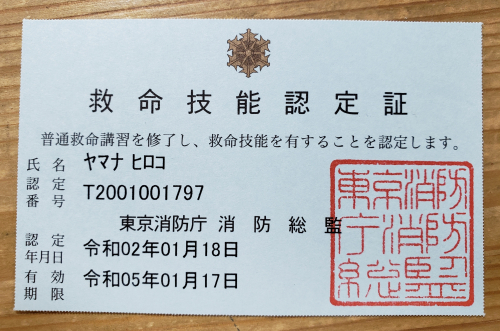 救命技能認定証
普通救命講習を修了し、救命技能を有することを認定します。
氏名 ヤマナ ヒロコ
認定番号 T2001001797
東京消防庁 消防総監
認定年月日 令和02年01月18日
有効期限 令和05年01月17日
東京消防
庁消防
総監